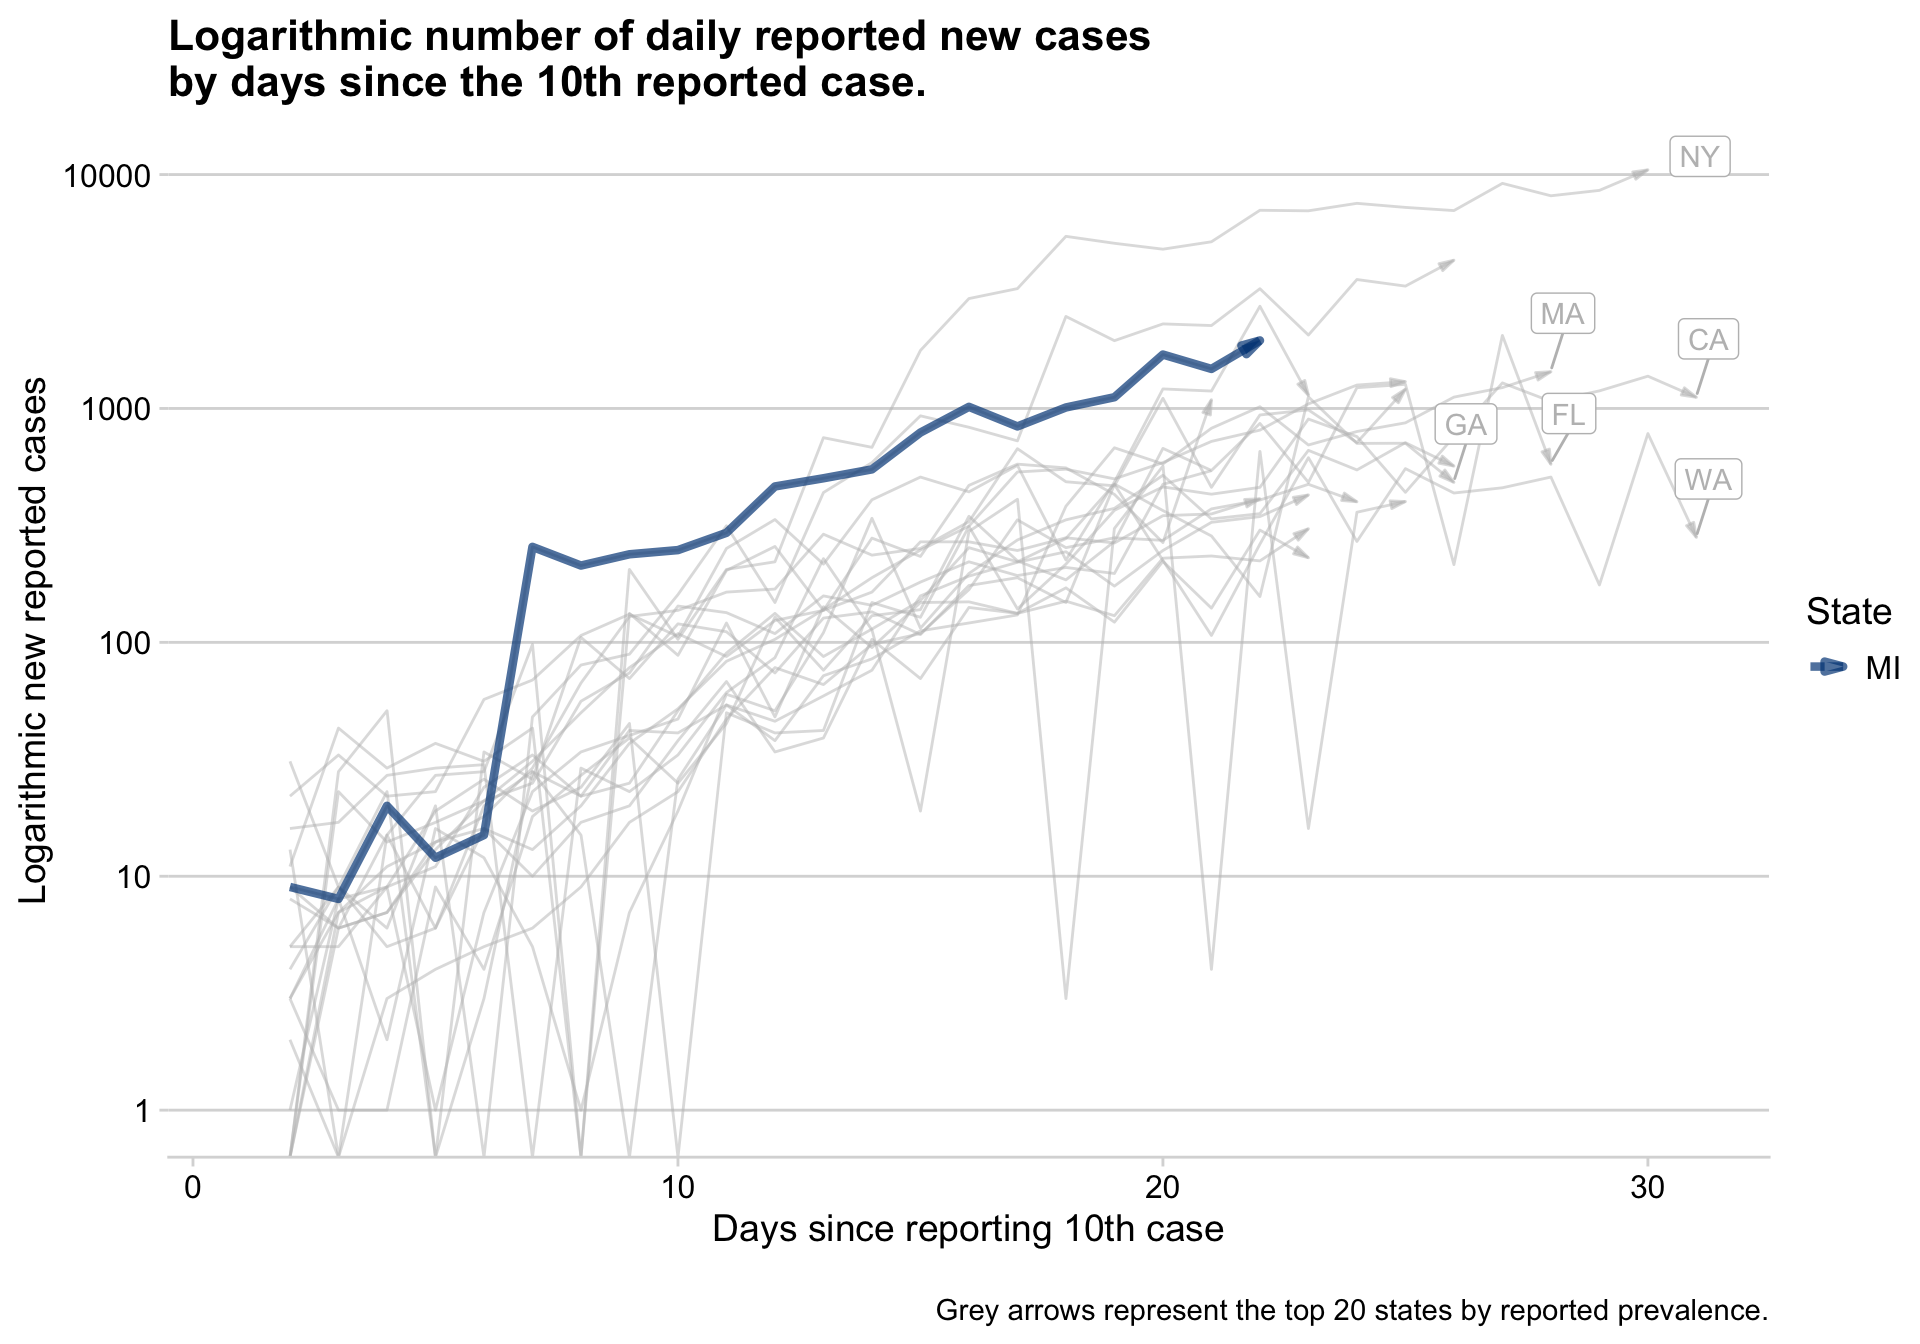 Logarithmic number of daily reported new cases
by days since the 10th reported case.
Logarithmic new reported cases
10000
1000
100
10
1
NY
MA
CA
GA
FL
WA
State
MI
0
10
20
30
Days since reporting 10th case
Grey arrows represent the top 20 states by reported prevalence.